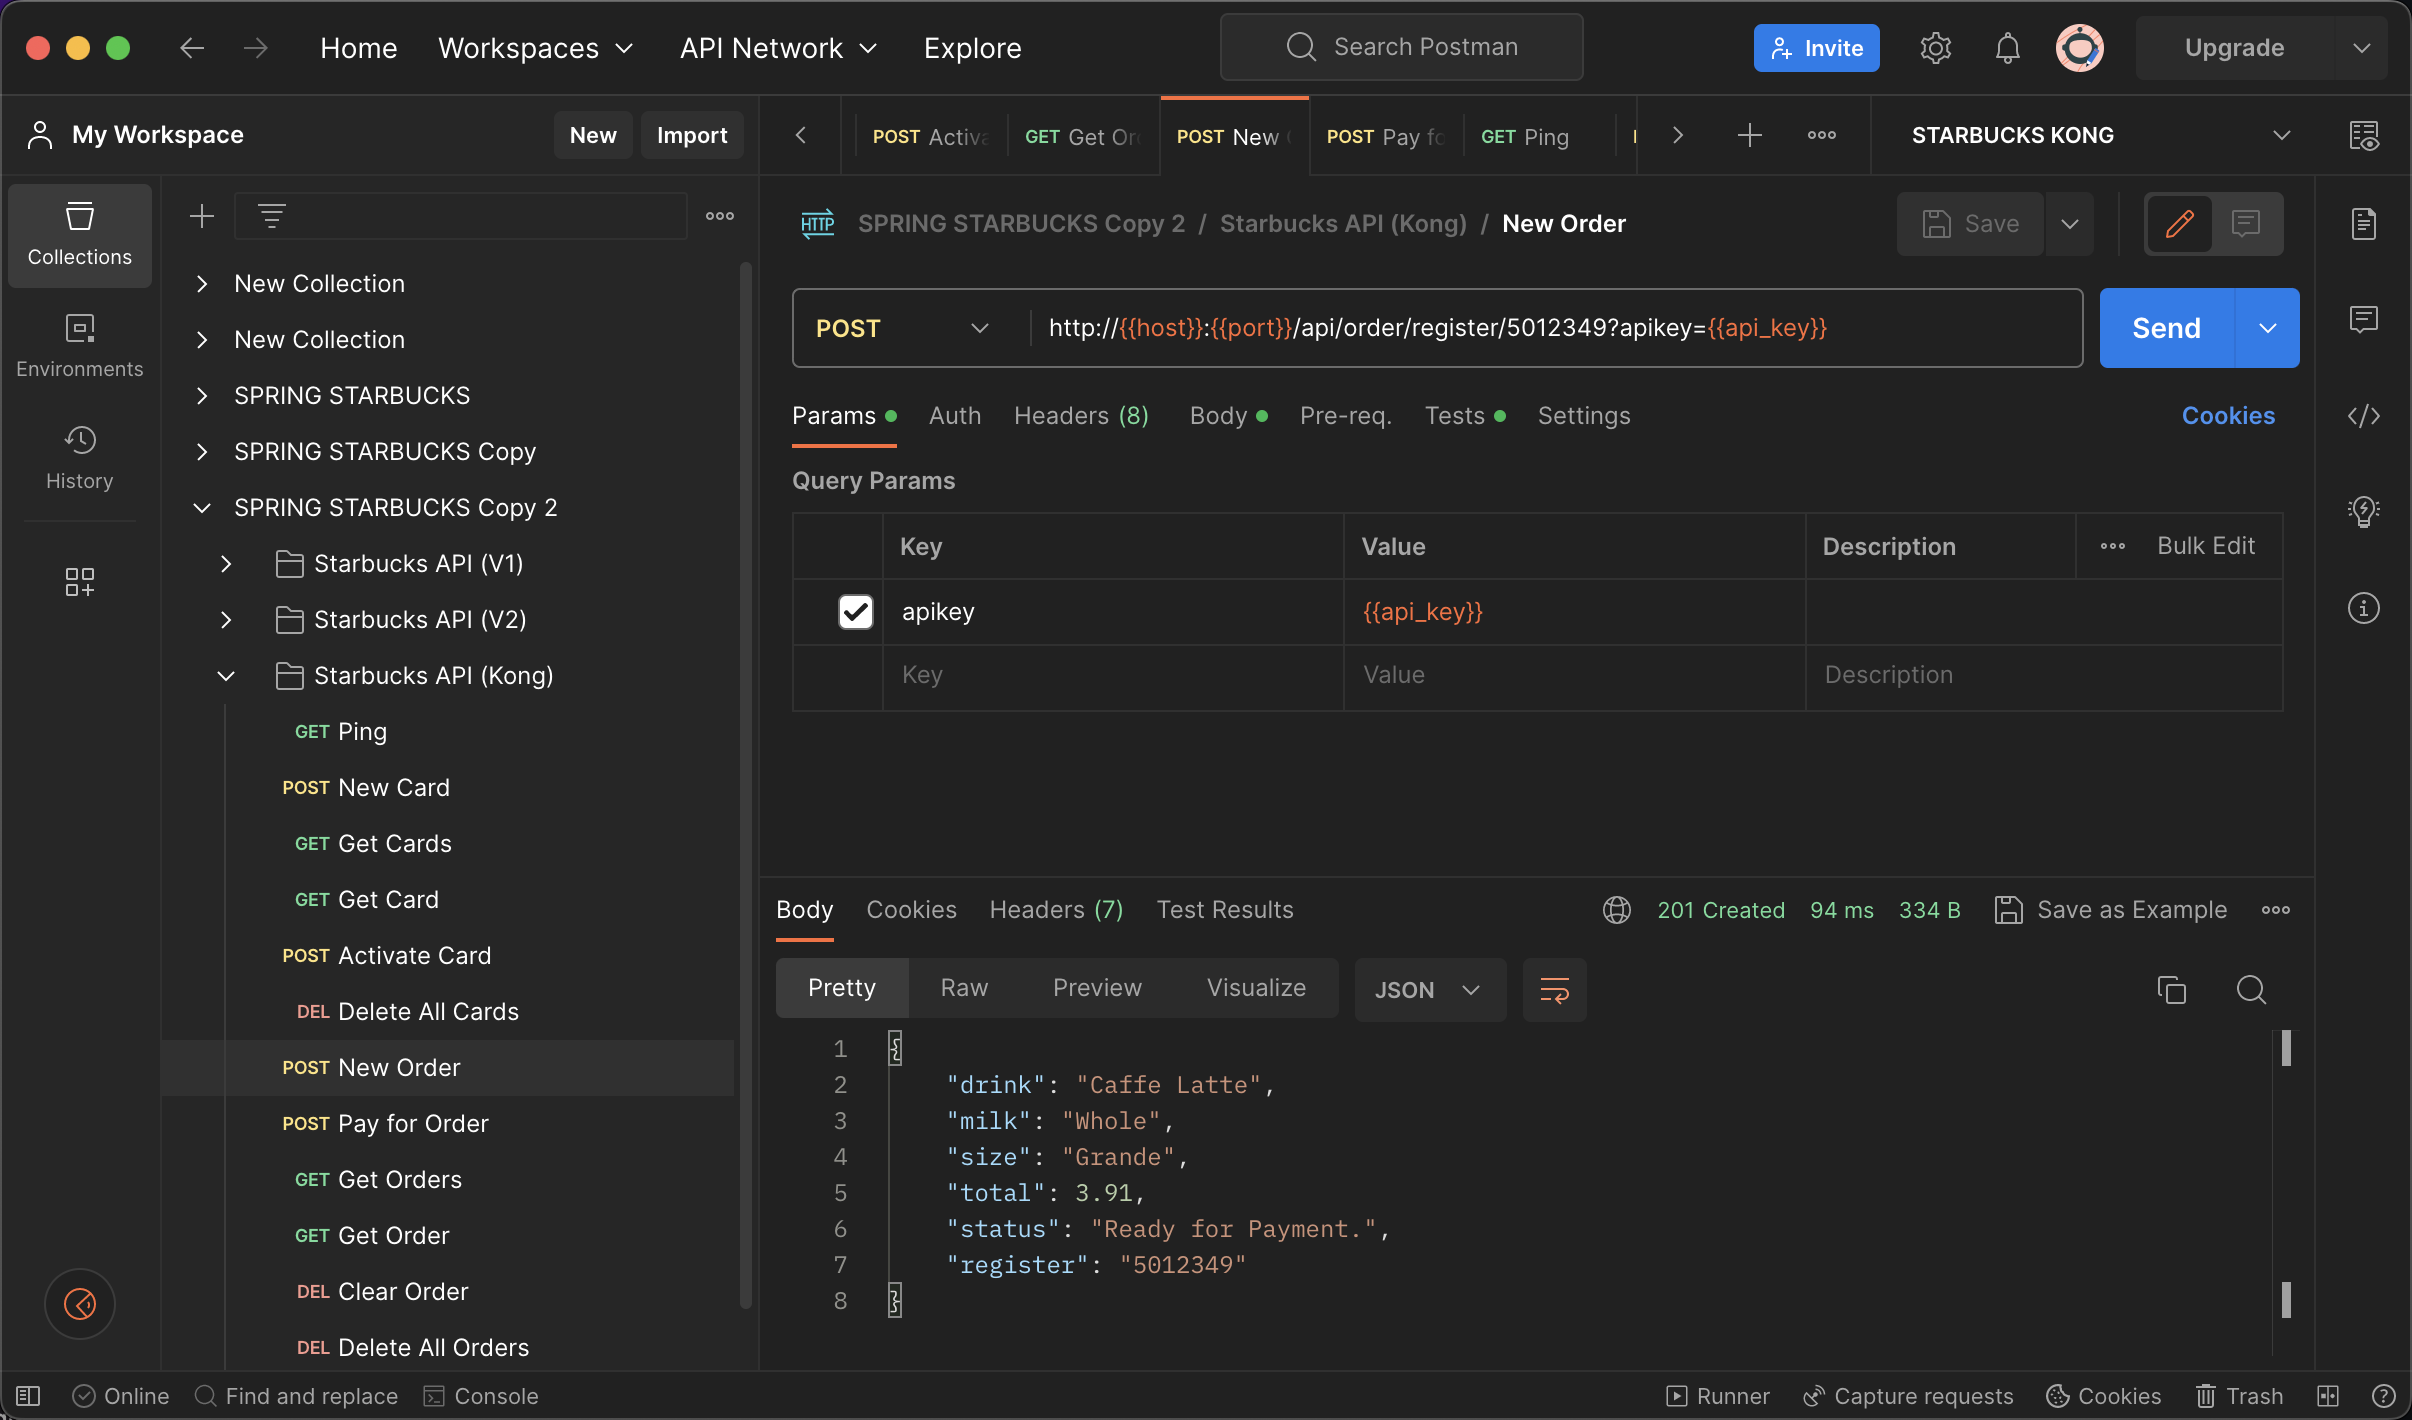 Home Workspaces API Network Explore Search Postman Invite Upgrade
My Workspace New Import
POST Activa GET Get Or POST New POST Pay fo GET Ping STARBUCKS KONG
Collections
Environments
History
New Collection
New Collection
SPRING STARBUCKS
SPRING STARBUCKS Copy
SPRING STARBUCKS Copy 2
Starbucks API (V1)
Starbucks API (V2)
Starbucks API (Kong)
GET Ping
POST New Card
GET Get Cards
GET Get Card
POST Activate Card
DEL Delete All Cards
POST New Order
POST Pay for Order
GET Get Orders
GET Get Order
DEL Clear Order
DEL Delete All Orders
HTTP SPRING STARBUCKS Copy 2 / Starbucks API (Kong) / New Order Save
POST http://{{host}}:{{port}}/api/order/register/5012349?apikey={{api_key}} Send
Params Auth Headers (8) Body Pre-req. Tests Settings Cookies
Query Params
Key Value Description Bulk Edit
apikey {{api_key}}
Key Value Description
Body Cookies Headers (7) Test Results 201 Created 94 ms 334 B Save as Example
Pretty Raw Preview Visualize JSON
1 {
2 "drink": "Caffe Latte",
3 "milk": "Whole",
4 "size": "Grande",
5 "total": 3.91,
6 "status": "Ready for Payment.",
7 "register": "5012349"
8 }
Online Find and replace Console Runner Capture requests Cookies Trash